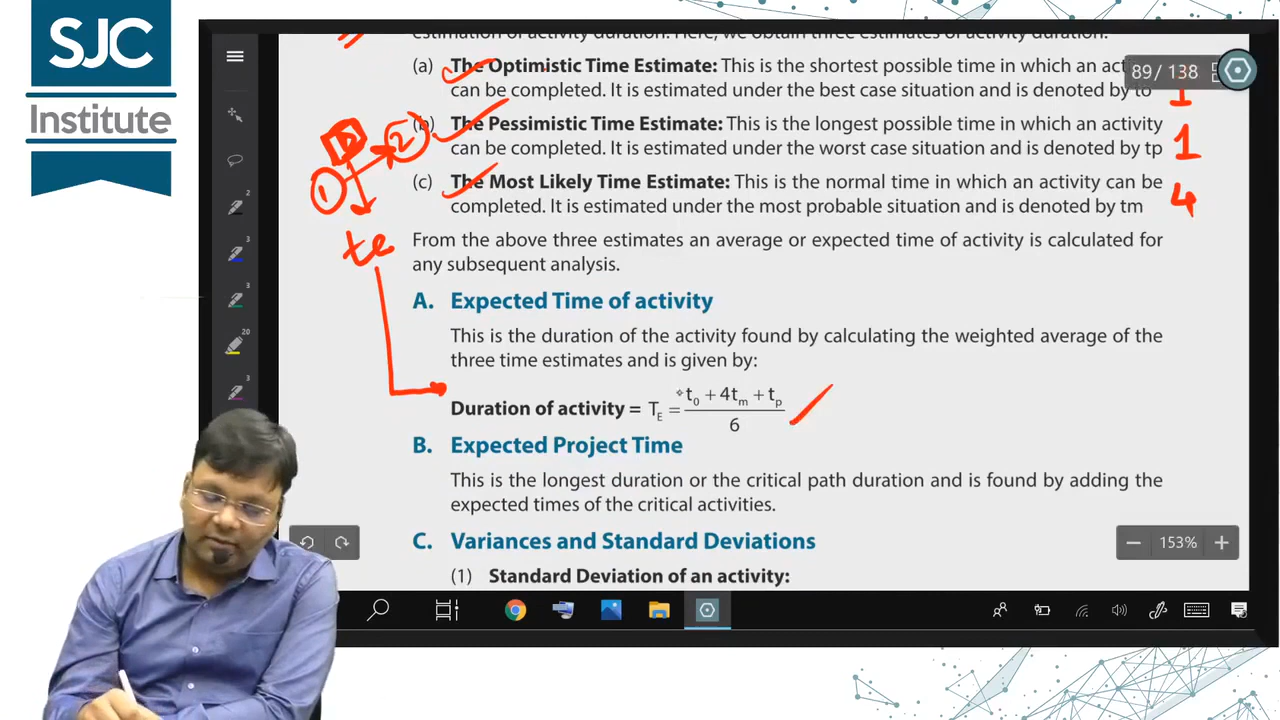 SJC
Institute
estimation of activity duration. Here, we obtain three estimates of activity duration.
89 / 138
(a) The Optimistic Time Estimate: This is the shortest possible time in which an
can be completed. It is estimated under the best case situation and is denoted by to 1
(b) The Pessimistic Time Estimate: This is the longest possible time in which an activity
can be completed. It is estimated under the worst case situation and is denoted by tp 1
(c) The Most Likely Time Estimate: This is the normal time in which an activity can be
completed. It is estimated under the most probable situation and is denoted by tm 4
1
2
te
From the above three estimates an average or expected time of activity is calculated for
any subsequent analysis.
A. Expected Time of activity
This is the duration of the activity found by calculating the weighted average of the
three time estimates and is given by:
Duration of activity = TE = t0 + 4tm + tp
6
B. Expected Project Time
This is the longest duration or the critical path duration and is found by adding the
expected times of the critical activities.
C. Variances and Standard Deviations
(1) Standard Deviation of an activity:
2
3
3
20
3
153%